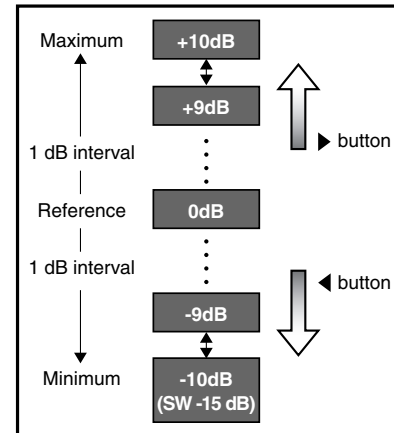 Maximum
+10dB
+9dB
▶ button
1 dB interval
Reference
0dB
1 dB interval
◀ button
-9dB
Minimum
-10dB
(SW -15 dB)